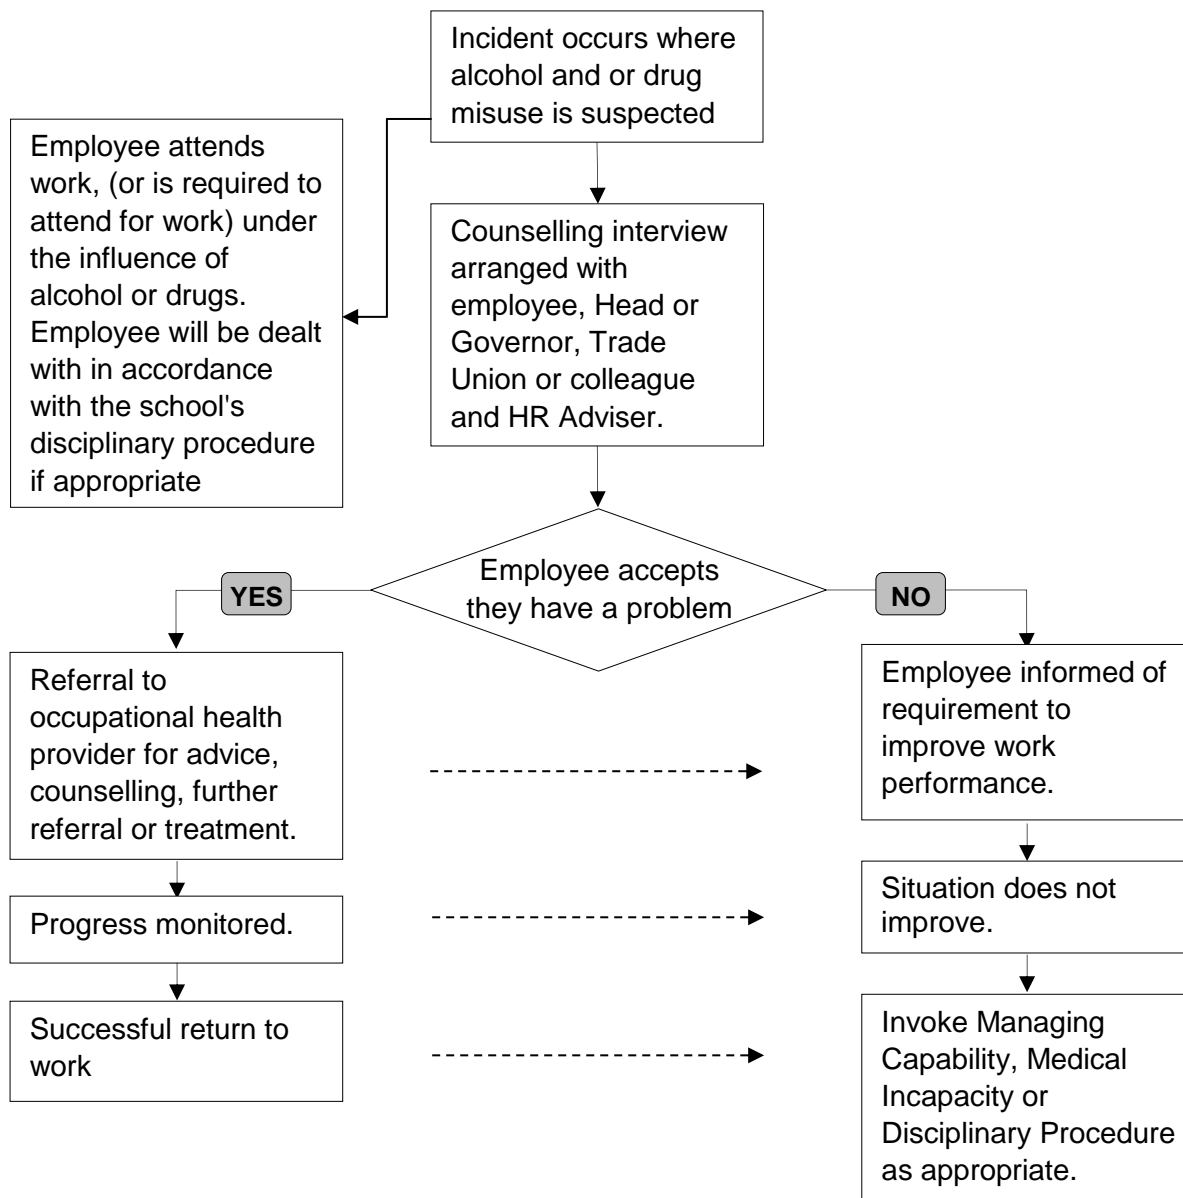 Incident occurs where
alcohol and or drug
misuse is suspected
Employee attends
work, (or is required to
attend for work) under
the influence of
alcohol or drugs.
Employee will be dealt
with in accordance
with the school's
disciplinary procedure
if appropriate
Counselling interview
arranged with
employee, Head or
Governor, Trade
Union or colleague
and HR Adviser.
Employee accepts
they have a problem
YES
NO
Referral to
occupational health
provider for advice,
counselling, further
referral or treatment.
Employee informed of
requirement to
improve work
performance.
Progress monitored.
Situation does not
improve.
Successful return to
work
Invoke Managing
Capability, Medical
Incapacity or
Disciplinary Procedure
as appropriate.